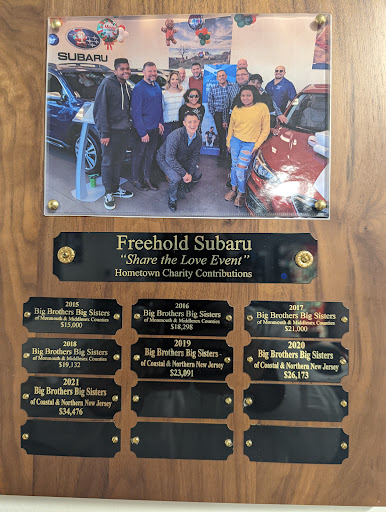 SUBARU
Freehold Subaru
"Share the Love Event"
Hometown Charity Contributions
2015
Big Brothers Big Sisters
of Monmouth & Middlesex Counties
$15,000
2016
Big Brothers Big Sisters
of Monmouth & Middlesex Counties
$18,298
2017
Big Brothers Big Sisters
of Monmouth & Middlesex Counties
$21,000
2018
Big Brothers Big Sisters
of Monmouth & Middlesex Counties
$19,132
2019
Big Brothers Big Sisters -
of Coastal & Northern New Jersey
$23,091
2020
Big Brothers Big Sisters
of Coastal & Northern New Jersey
$26,173
2021
Big Brothers Big Sisters
of Coastal & Northern New Jersey
$34,476